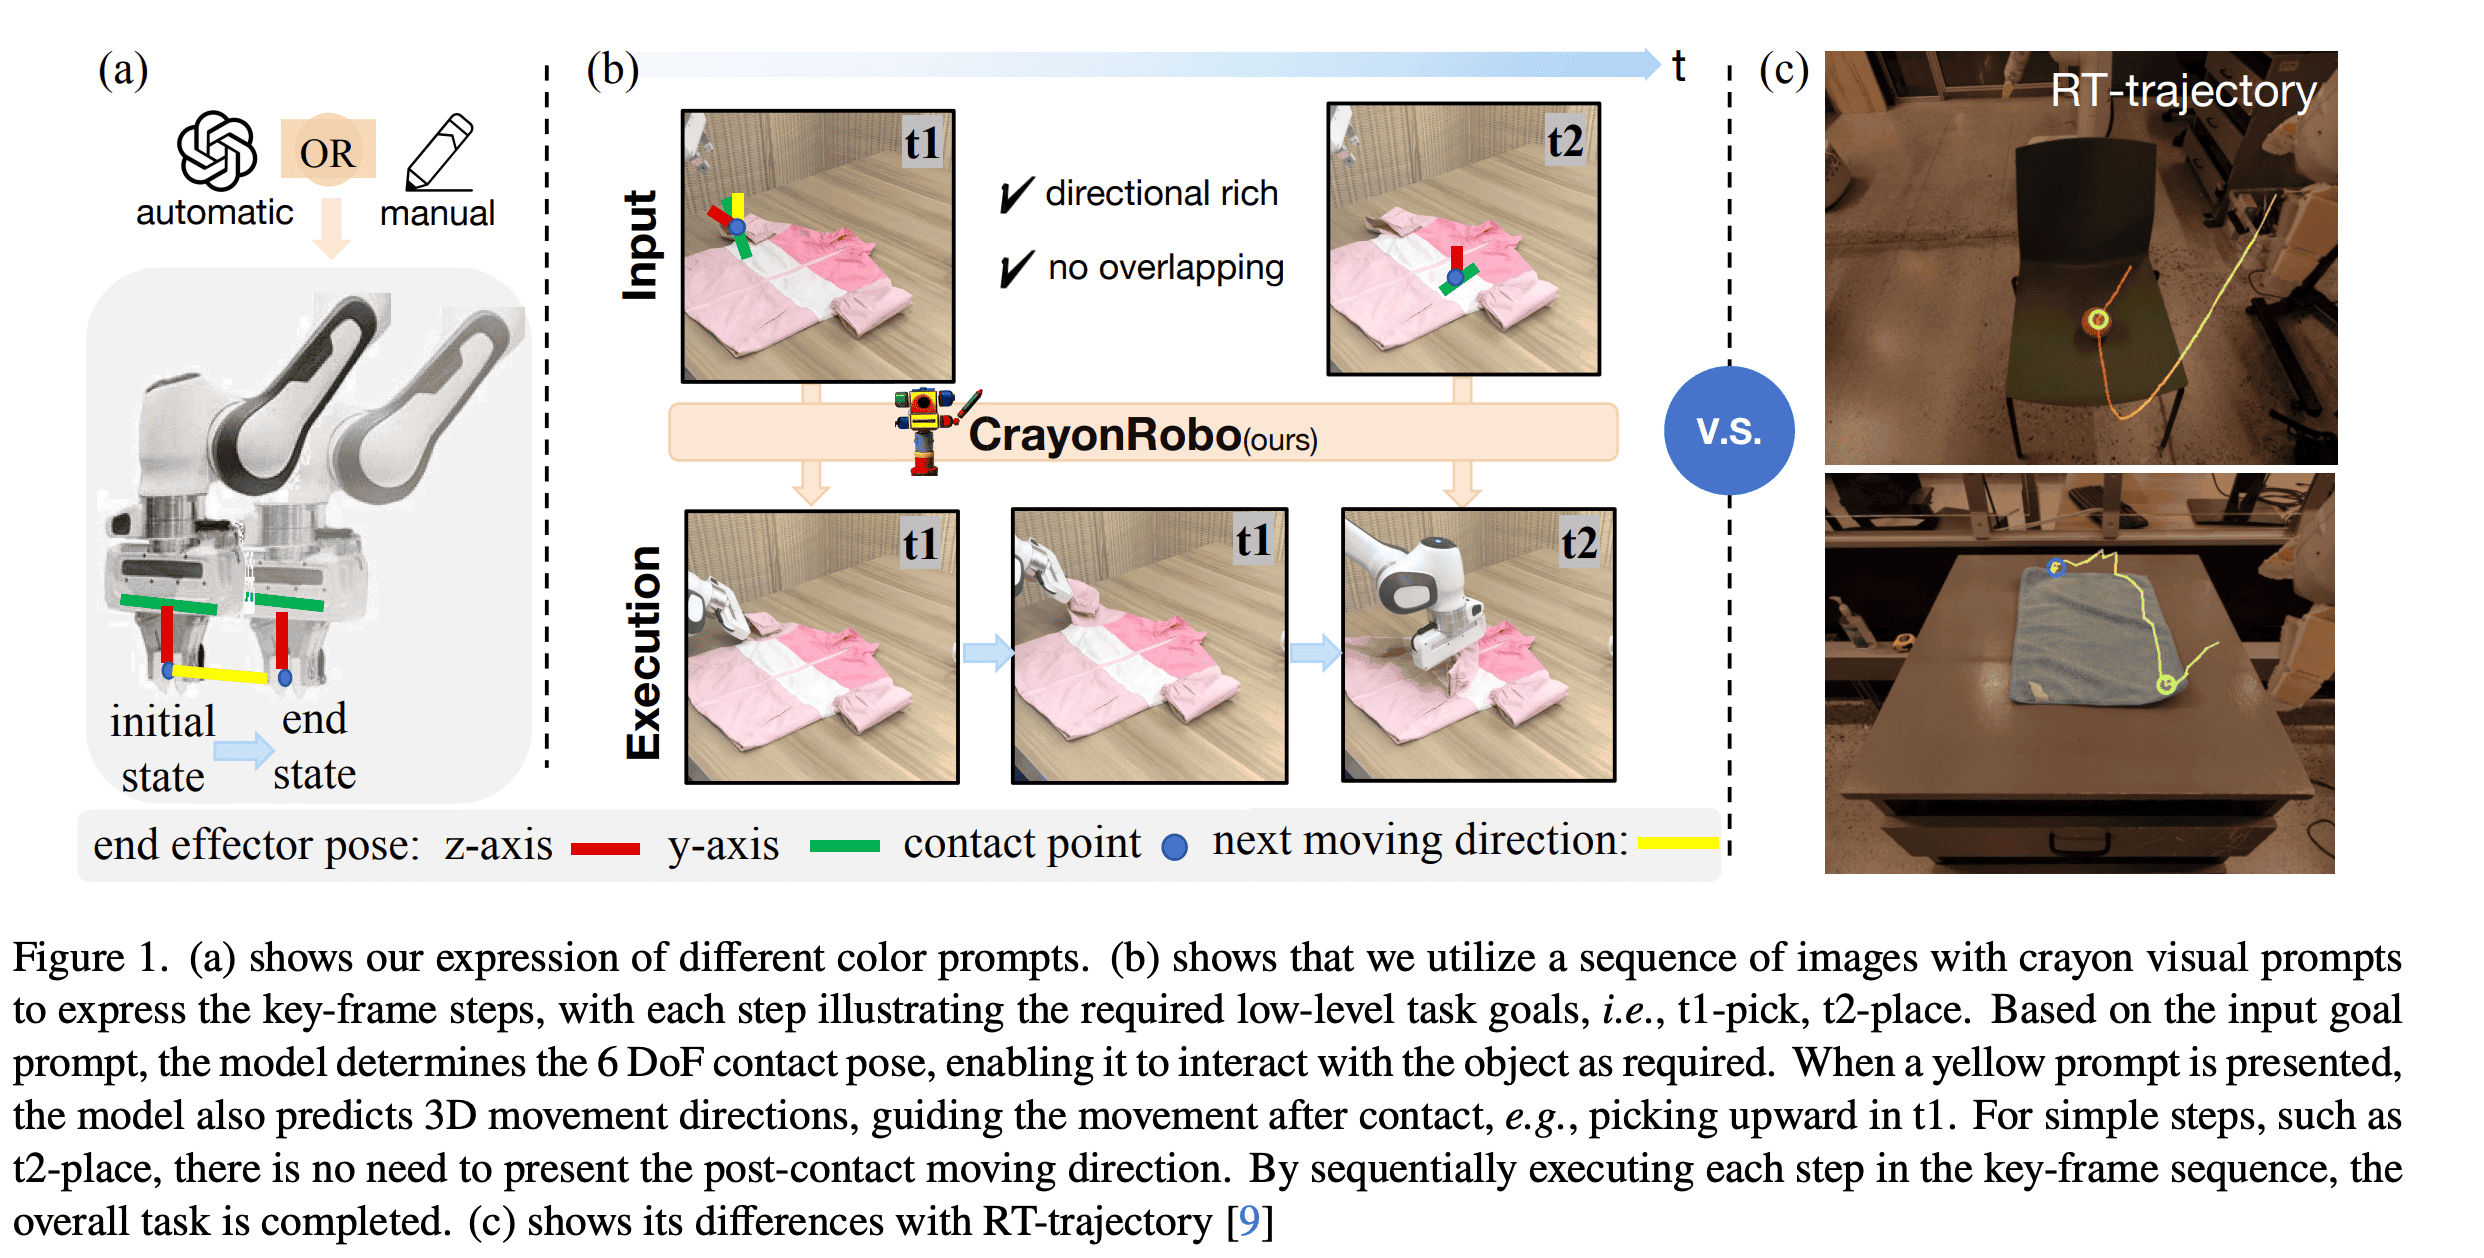 (a)
automatic
OR
manual
initial
state
end
state
(b)
t
Input
t1
✔ directional rich
✔ no overlapping
t2
CrayonRobo(ours)
Execution
t1
t1
t2
v.s.
(c)
RT-trajectory
end effector pose: z-axis y-axis contact point next moving direction:
Figure 1. (a) shows our expression of different color prompts. (b) shows that we utilize a sequence of images with crayon visual prompts
to express the key-frame steps, with each step illustrating the required low-level task goals, i.e., t1-pick, t2-place. Based on the input goal
prompt, the model determines the 6 DoF contact pose, enabling it to interact with the object as required. When a yellow prompt is presented,
the model also predicts 3D movement directions, guiding the movement after contact, e.g., picking upward in t1. For simple steps, such as
t2-place, there is no need to present the post-contact moving direction. By sequentially executing each step in the key-frame sequence, the
overall task is completed. (c) shows its differences with RT-trajectory [9]